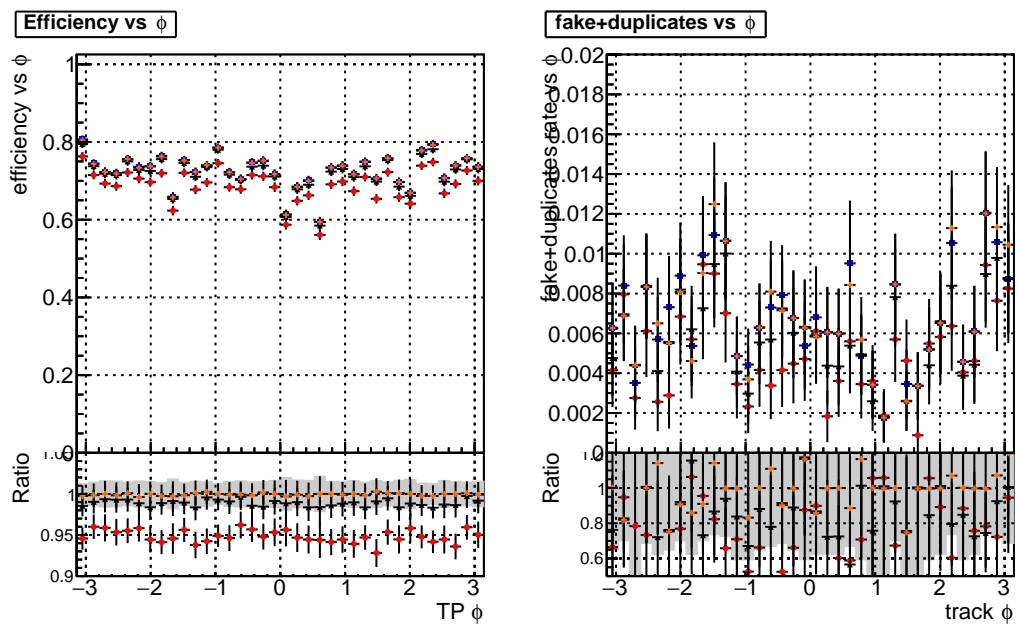 Efficiency vs ϕ
efficiency vs ϕ
1
0.8
0.6
0.4
0.2
0
Ratio
1.05
1
0.95
0.9
−3 −2 −1 0 1 2 3
TP ϕ
fake+duplicates vs ϕ
fake+duplicates rate vs ϕ
0.02
0.018
0.016
0.014
0.012
0.01
0.008
0.006
0.004
0.002
Ratio
1
0.8
0.6
−3 −2 −1 0 1 2 3
track ϕ